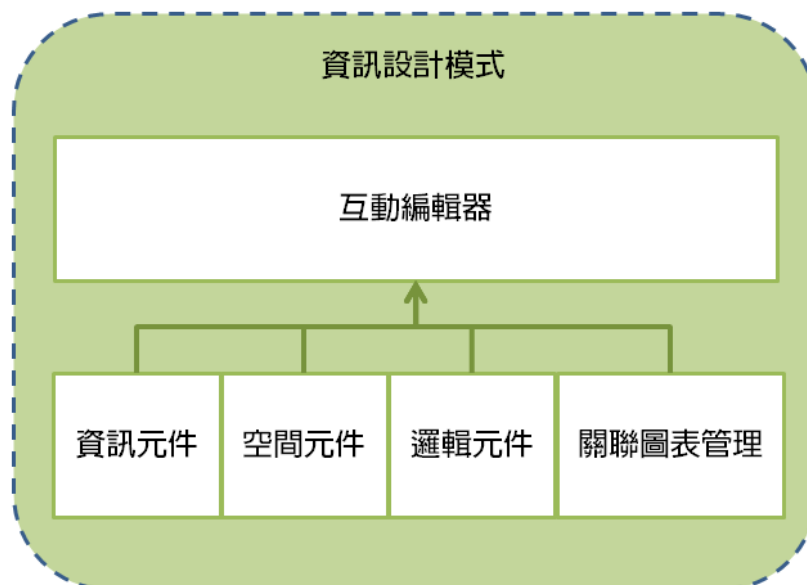 資訊設計模式
互動編輯器
資訊元件
空間元件
邏輯元件
關聯圖表管理